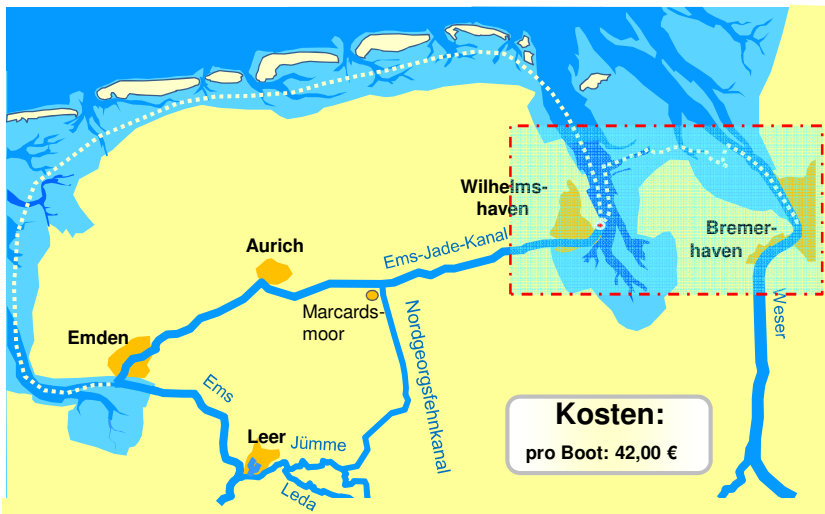 Wilhelms-
haven
Bremer-
haven
Aurich
Ems-Jade-Kanal
Marcards-
moor
Nordgeorgsfehnkanal
Weser
Emden
Ems
Leer
Jümme
Leda
Kosten:
pro Boot: 42,00 €